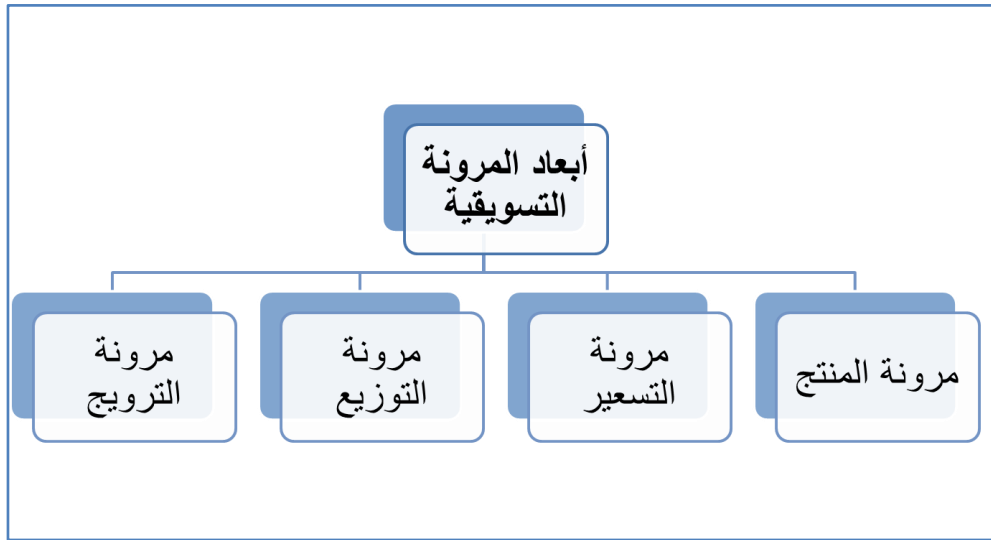 أبعاد المرونة
التسويقية
مرونة المنتج
مرونة
التسعير
مرونة
التوزيع
مرونة
الترويج